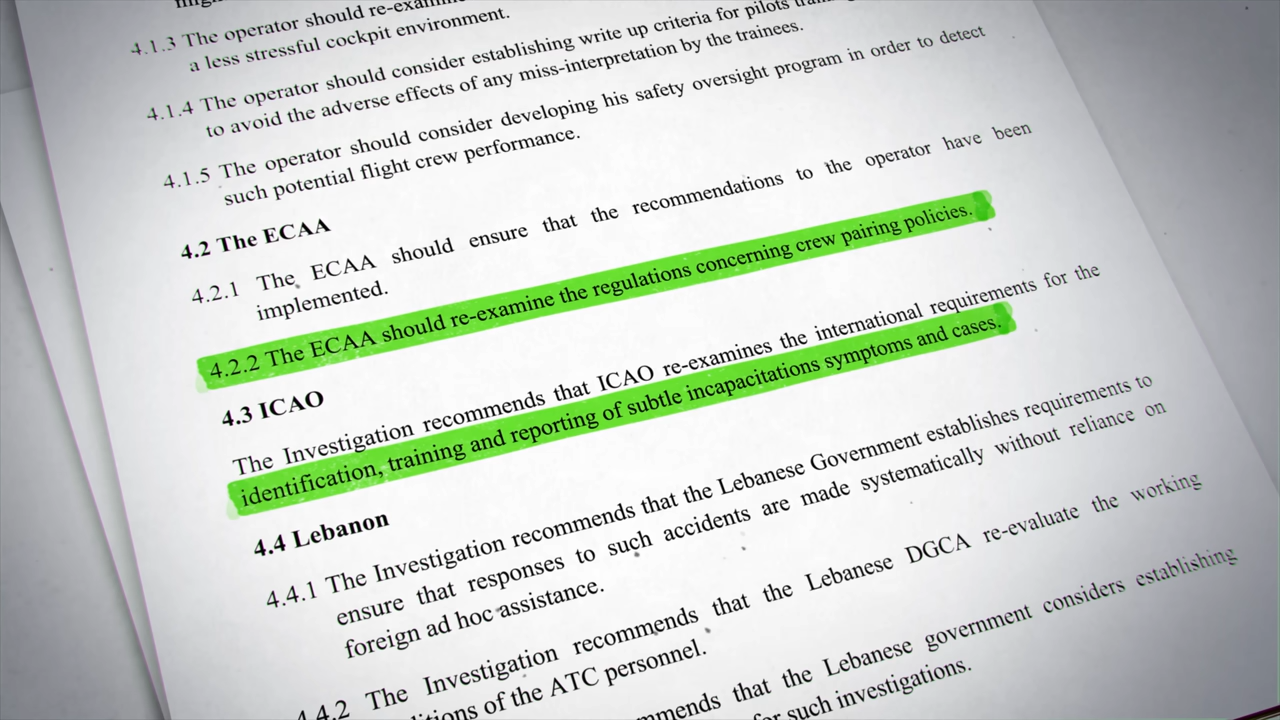 4.1.3 The operator should
a less stressful cockpit environment.
4.1.4 The operator should consider establishing write up criteria for pilots
to avoid the adverse effects of any miss-interpretation by the trainees.
4.1.5 The operator should consider developing his safety oversight program in order to detect
such potential flight crew performance.
4.2 The ECAA
4.2.1 The ECAA should ensure that the recommendations to the operator have been
implemented.
4.2.2 The ECAA should re-examine the regulations concerning crew pairing policies.
4.3 ICAO
The Investigation recommends that ICAO re-examines the international requirements for the
identification, training and reporting of subtle incapacitations symptoms and cases.
4.4 Lebanon
4.4.1 The Investigation recommends that the Lebanese Government establishes requirements to
ensure that responses to such accidents are made systematically without reliance on
foreign ad hoc assistance.
4.4.2 The Investigation recommends that the Lebanese DGCA re-evaluate the working
of the ATC personnel.
that the Lebanese government considers establishing
for such investigations.